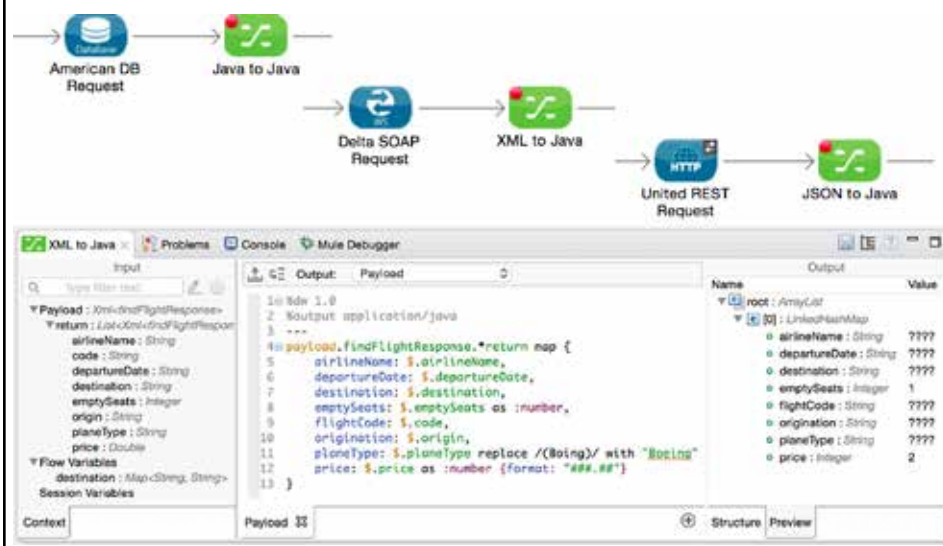 Database
American DB
Request
Java to Java
WS
Delta SOAP
Request
XML to Java
HTTP
United REST
Request
JSON to Java
XML to Java
Problems
Console
Mule Debugger
Input
Type filter text
Payload : Xml<findFlightResponse>
return : List<Xml<findFlightRespon
airlineName : String
code : String
departureDate : String
destination : String
emptySeats : Integer
origin : String
planeType : String
price : Double
Flow Variables
destination : Map<String, String>
Session Variables
Context
Output: Payload
1 %dw 1.0
2 %output application/java
3 ---
4 payload.findFlightResponse.*return map {
5 airlineName: $.airlineName,
6 departureDate: $.departureDate,
7 destination: $.destination,
8 emptySeats: $.emptySeats as :number,
9 flightCode: $.code,
10 origination: $.origin,
11 planeType: $.planeType replace /(Boing)/ with "Boeing"
12 price: $.price as :number {format: "###.##"}
13 }
Payload
Output
Name Value
root : ArrayList
[0] : LinkedHashMap
airlineName : String ????
departureDate : String ????
destination : String ????
emptySeats : Integer 1
flightCode : String ????
origination : String ????
planeType : String ????
price : Integer 2
Structure Preview